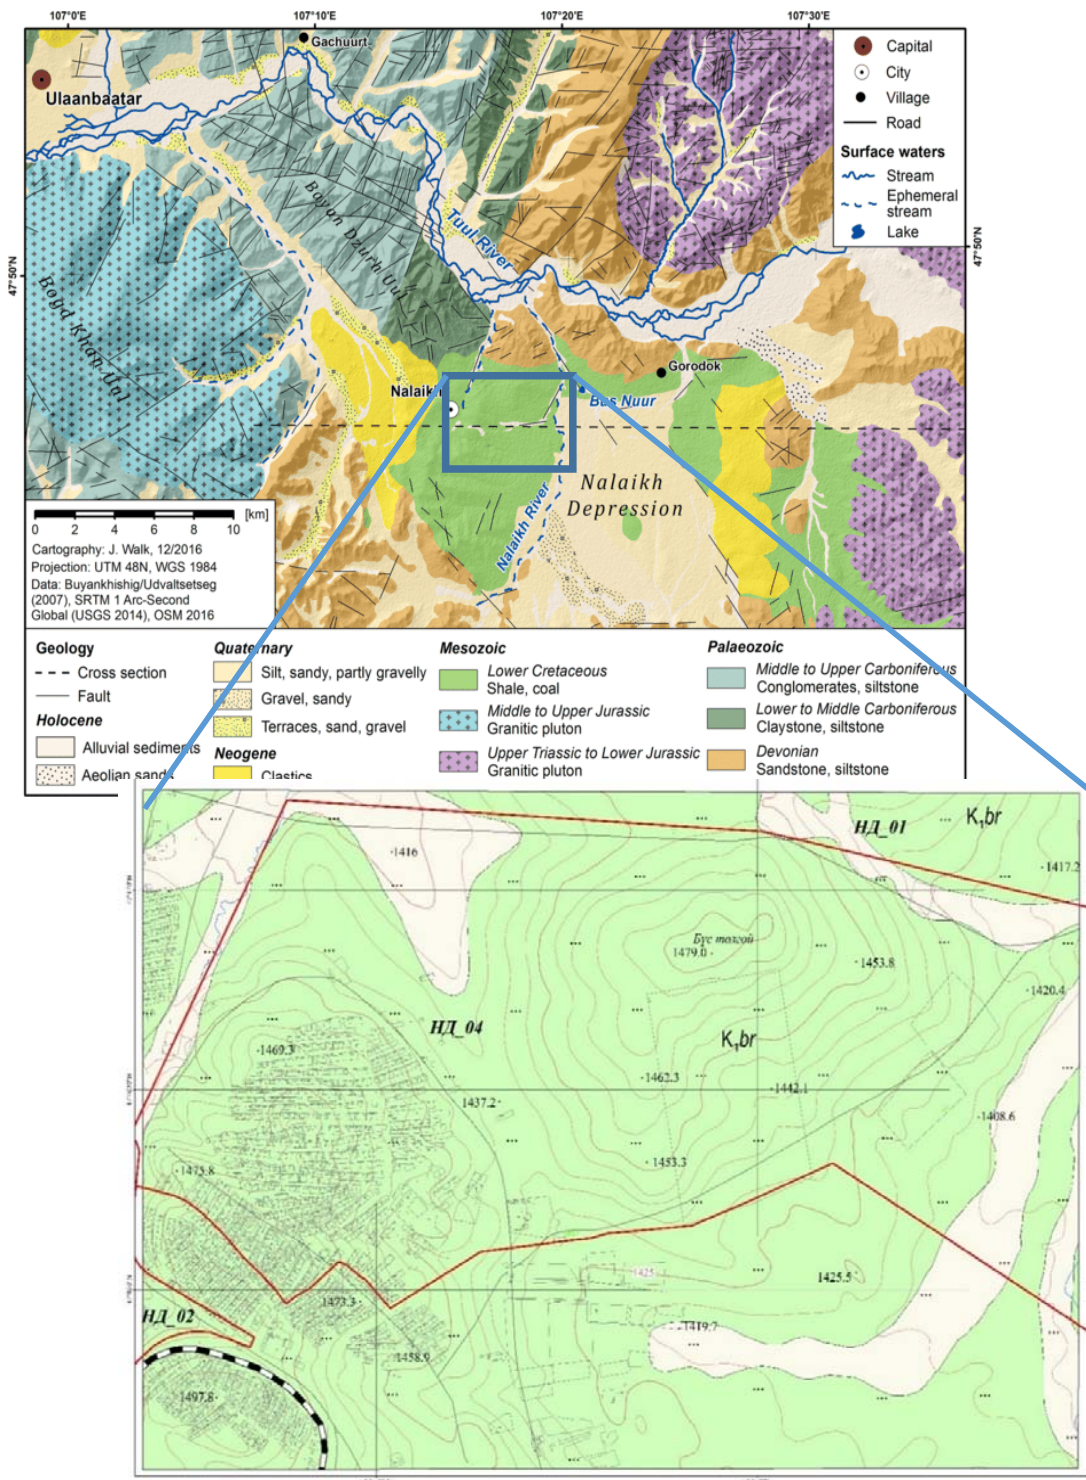 107°0'E 107°10'E 107°20'E 107°30'E
Gachuurt
Ulaanbaatar
Capital
City
Village
Road
Surface waters
Stream
Ephemeral
stream
Lake
47°50'N
47°50'N
Bayan Dzurh Uul
Tuul River
Bogd Khan Uul
Gorodok
Nalaikh
Bus Nuur
Nalaikh
Depression
Nalaikh River
0 2 4 6 8 10 [km]
Cartography: J. Walk, 12/2016
Projection: UTM 48N, WGS 1984
Data: Buyankhishig/Udvaltsetseg
(2007), SRTM 1 Arc-Second
Global (USGS 2014), OSM 2016
Geology
Cross section
Fault
Holocene
Alluvial sediments
Aeolian sands
Quaternary
Silt, sandy, partly gravelly
Gravel, sandy
Terraces, sand, gravel
Neogene
Clastics
Mesozoic
Lower Cretaceous
Shale, coal
Middle to Upper Jurassic
Granitic pluton
Upper Triassic to Lower Jurassic
Granitic pluton
Palaeozoic
Middle to Upper Carboniferous
Conglomerates, siltstone
Lower to Middle Carboniferous
Claystone, siltstone
Devonian
Sandstone, siltstone
НД_01
K₁br
1416
1417.2
Бус толгой
1479.0
1453.8
1420.4
НД_04
K₁br
1469.3
1462.3
1442.1
1437.2
1408.6
1453.3
1475.8
1425
1425.5
1473.3
НД_02
1419.7
1458.9
1497.8